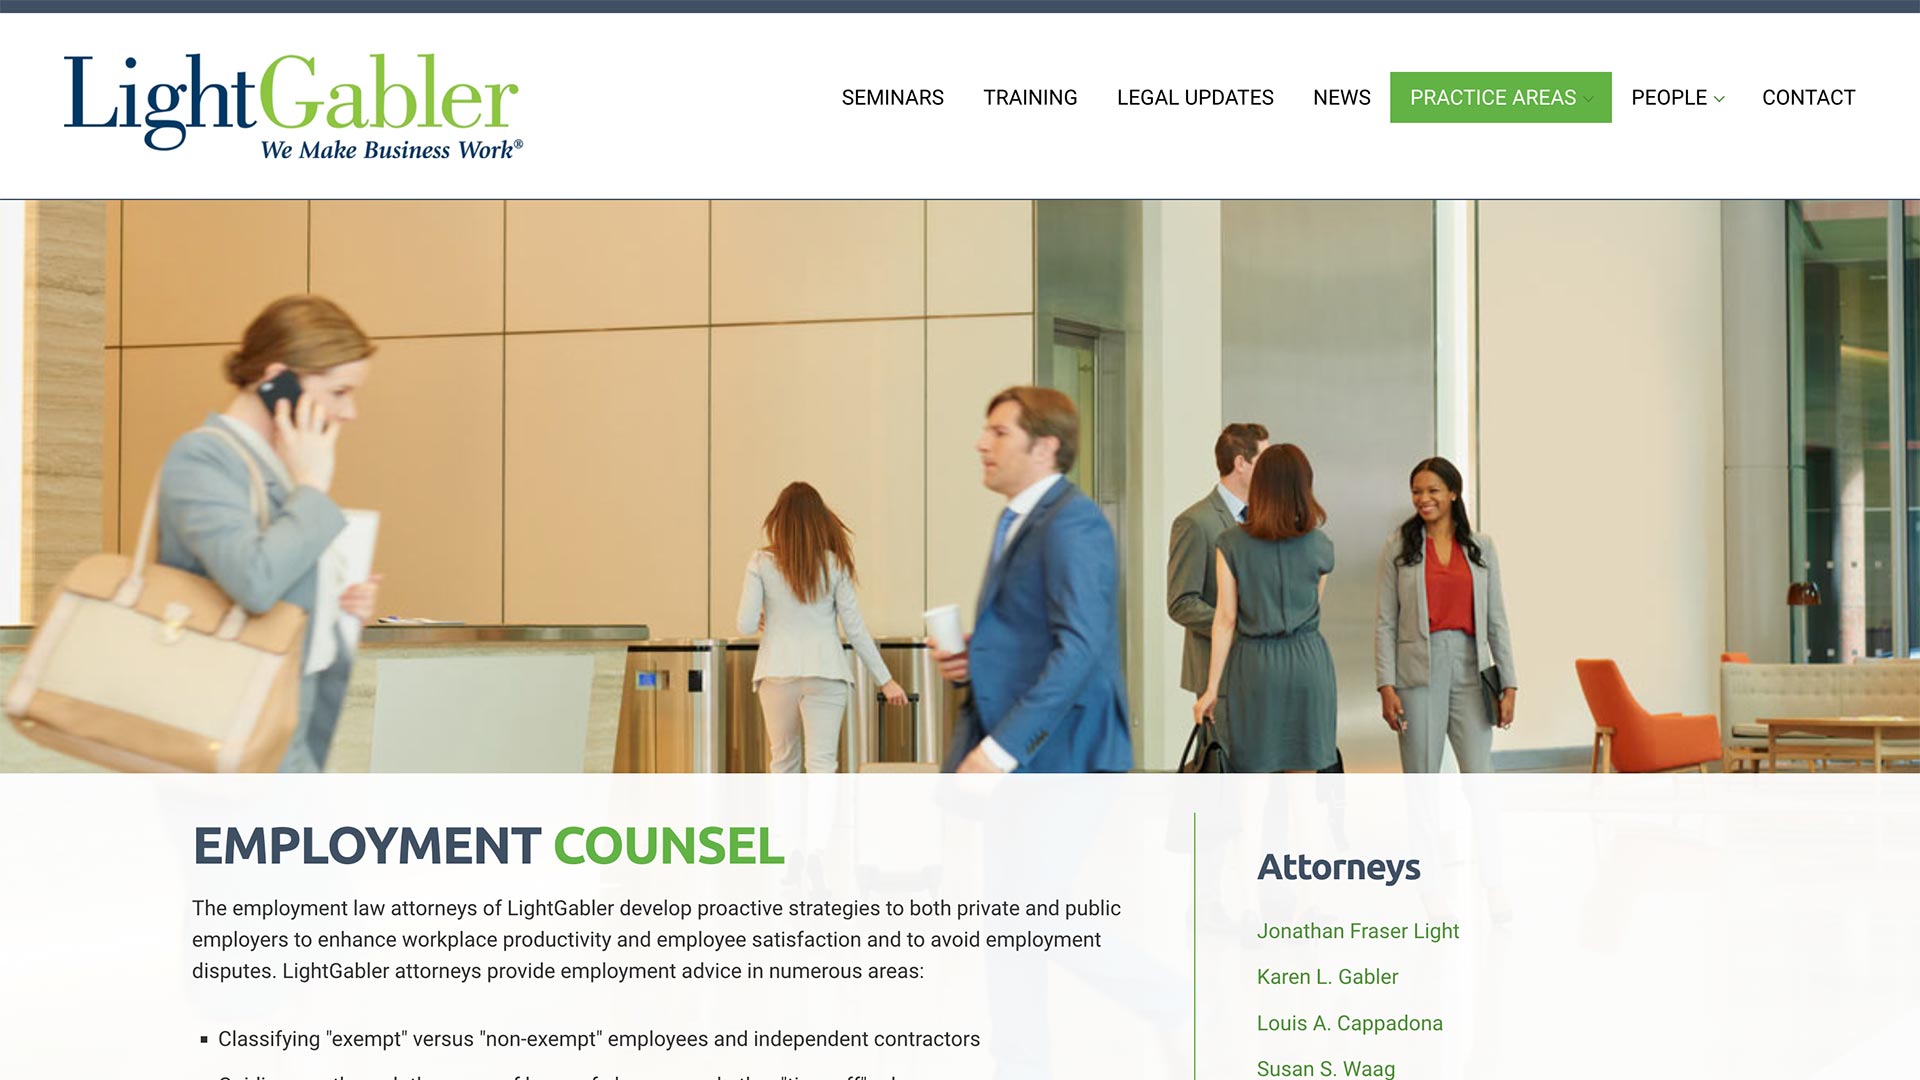 LightGabler
We Make Business Work®
SEMINARS
TRAINING
LEGAL UPDATES
NEWS
PRACTICE AREAS
PEOPLE
CONTACT
EMPLOYMENT COUNSEL
The employment law attorneys of LightGabler develop proactive strategies to both private and public
employers to enhance workplace productivity and employee satisfaction and to avoid employment
disputes. LightGabler attorneys provide employment advice in numerous areas:
Classifying "exempt" versus "non-exempt" employees and independent contractors
Attorneys
Jonathan Fraser Light
Karen L. Gabler
Louis A. Cappadona
Susan S. Waag